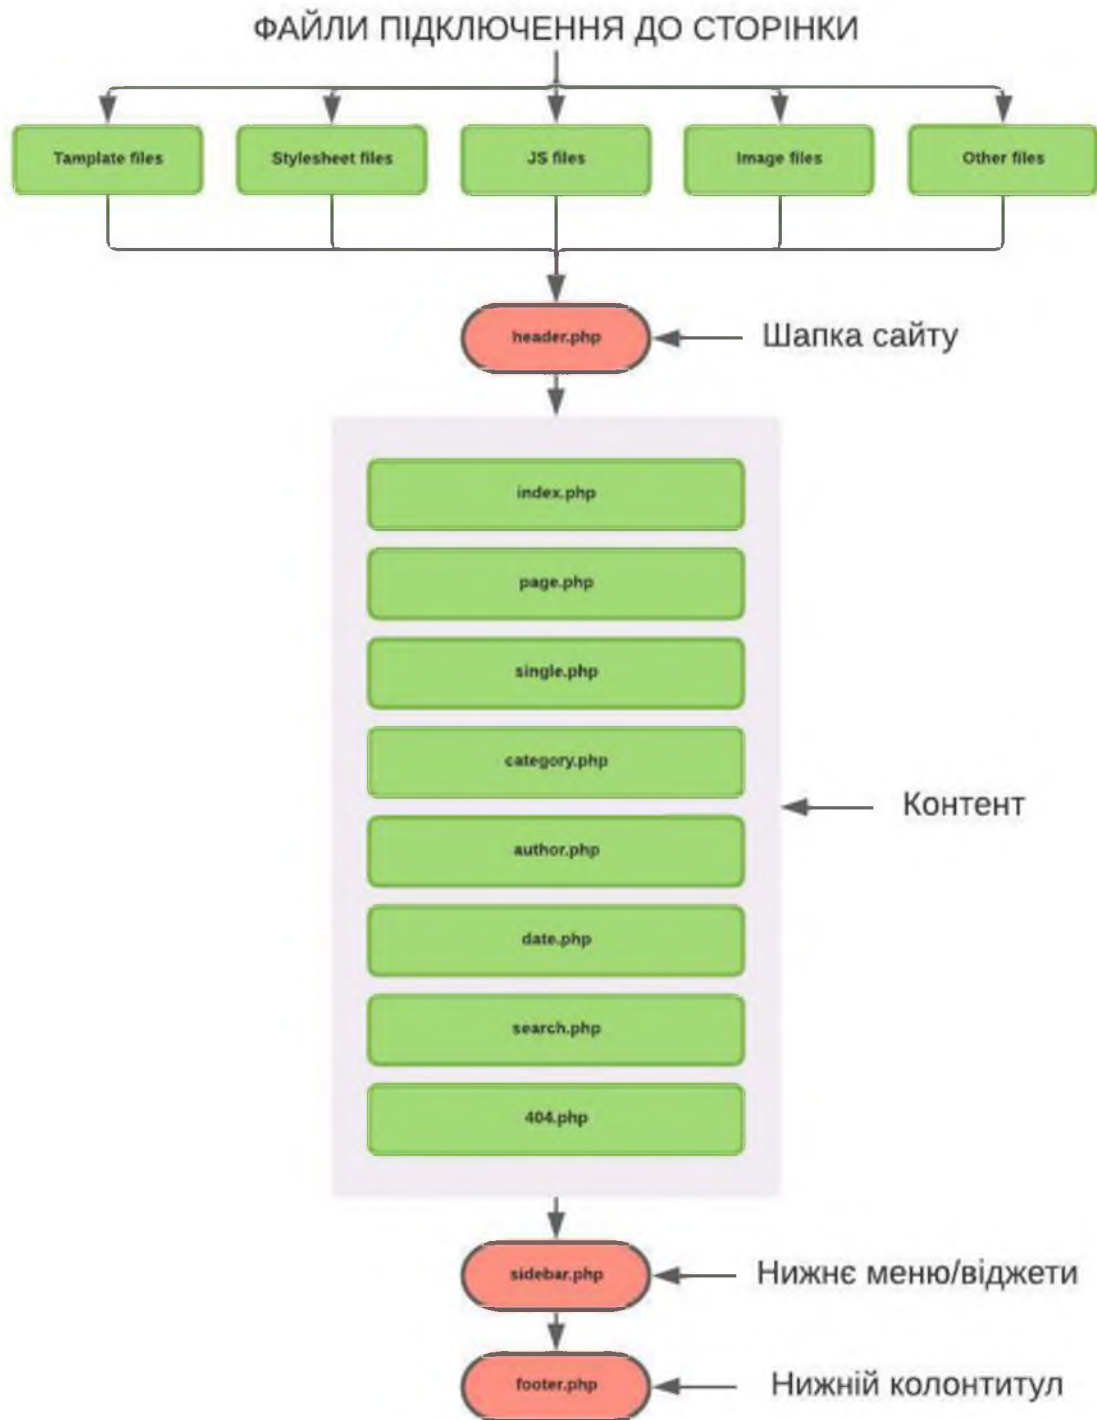 ФАЙЛИ ПІДКЛЮЧЕННЯ ДО СТОРІНКИ
Tamplate files
Stylesheet files
JS files
Image files
Other files
header.php
Шапка сайту
index.php
page.php
single.php
category.php
Контент
author.php
date.php
search.php
404.php
sidebar.php
Нижнє меню/віджети
footer.php
Нижній колонтитул